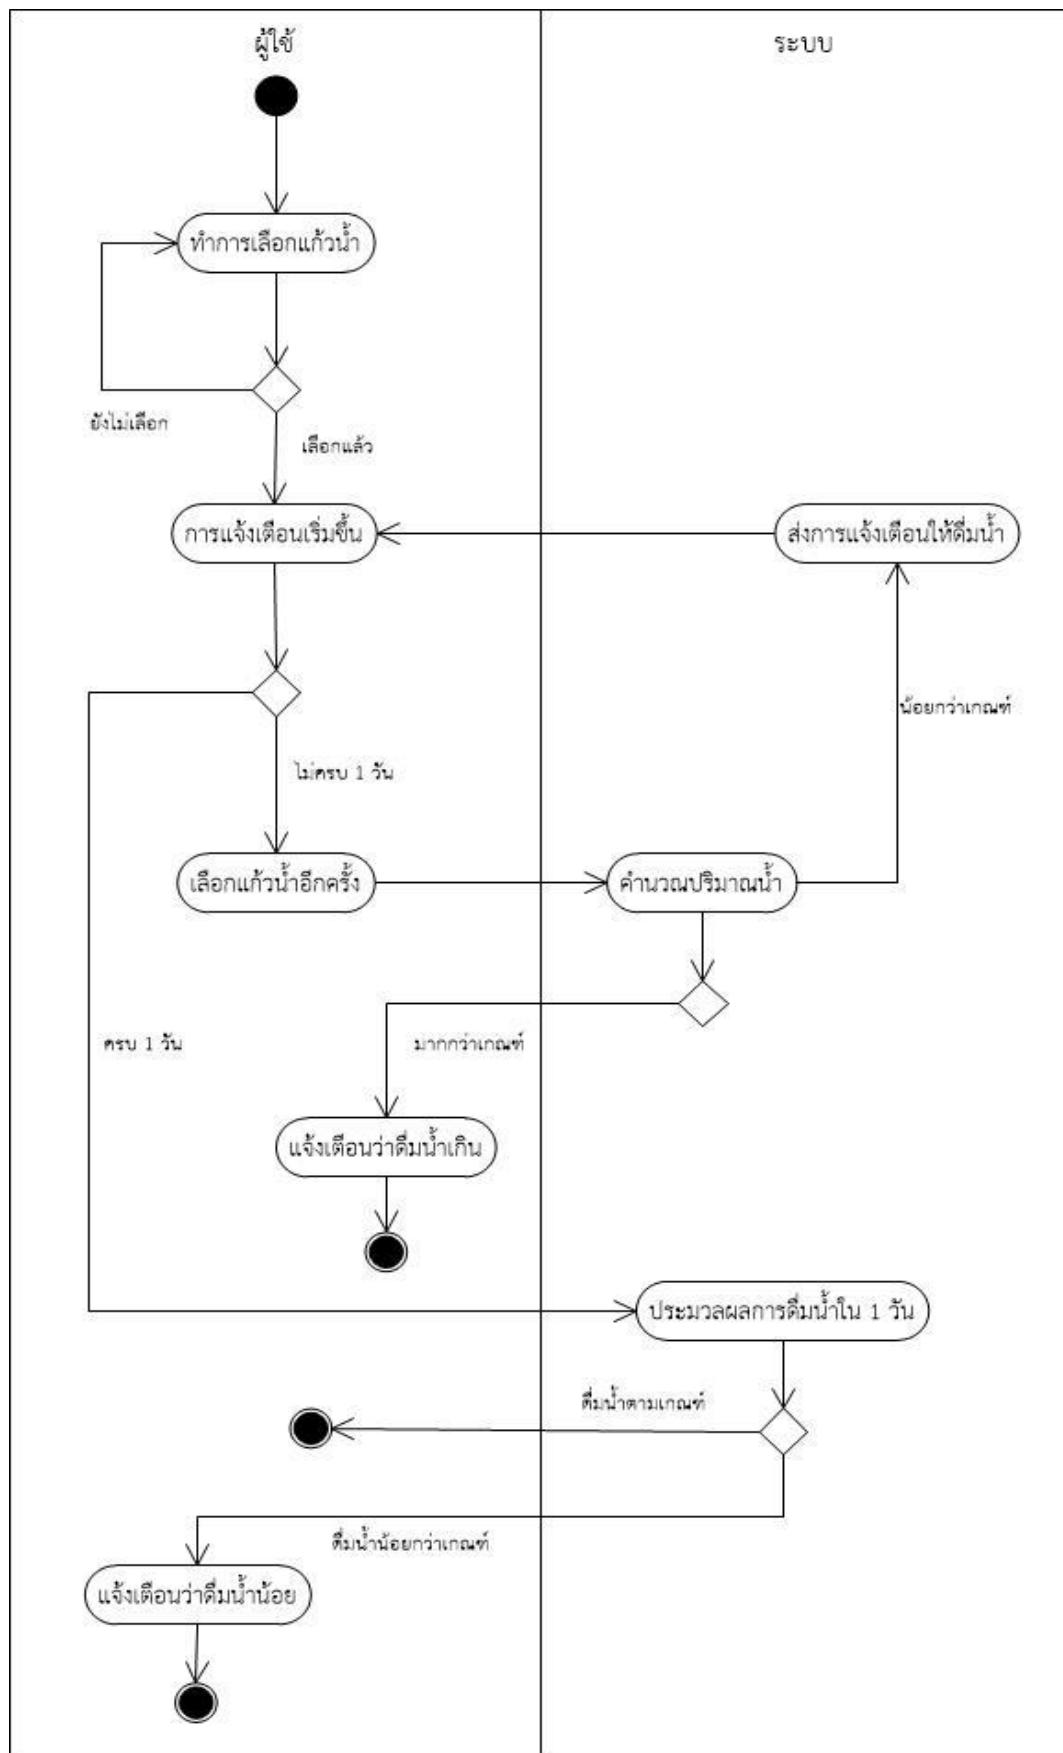 ผู้ใช้
ระบบ
ทำการเลือกแก้วน้ำ
ยังไม่เลือก
เลือกแล้ว
การแจ้งเตือนเริ่มขึ้น
ส่งการแจ้งเตือนให้ดื่มน้ำ
น้อยกว่าเกณฑ์
ไม่ครบ 1 วัน
เลือกแก้วน้ำอีกครั้ง
คำนวณปริมาณน้ำ
ครบ 1 วัน
มากกว่าเกณฑ์
แจ้งเตือนว่าดื่มน้ำเกิน
ประมวลผลการดื่มน้ำใน 1 วัน
ดื่มน้ำตามเกณฑ์
ดื่มน้ำน้อยกว่าเกณฑ์
แจ้งเตือนว่าดื่มน้ำน้อย